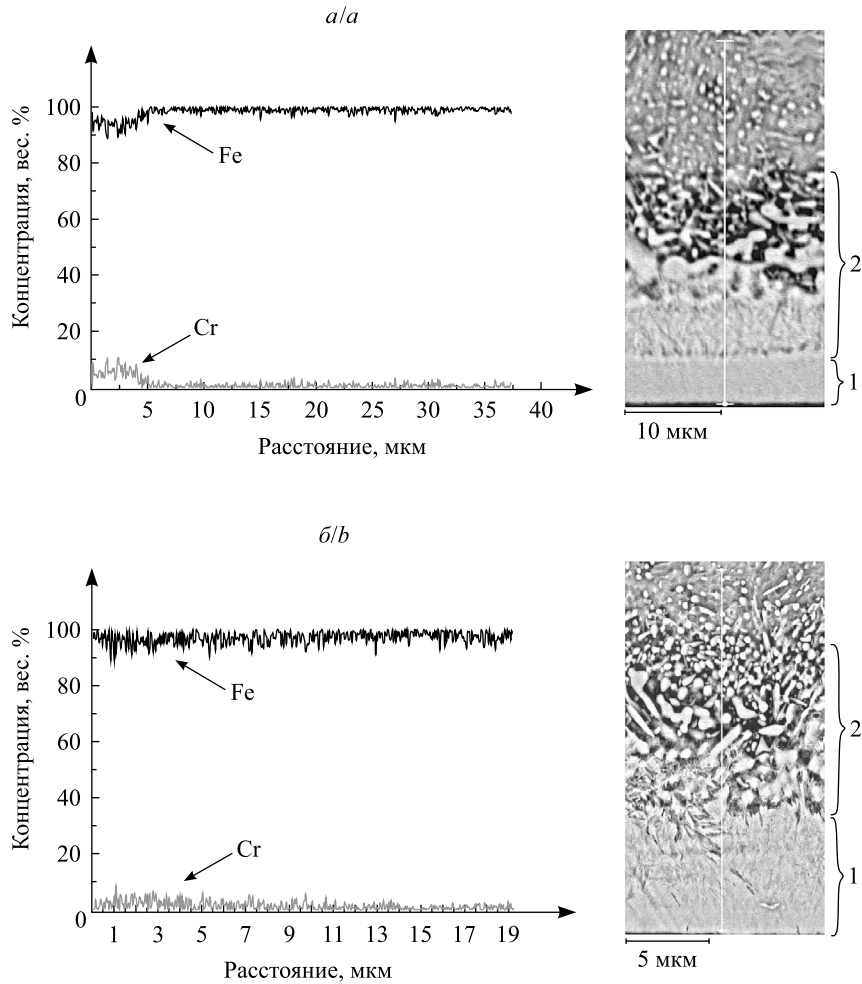 а/a
Концентрация, вес. %
100
80
60
40
20
0
Fe
Cr
5 10 15 20 25 30 35 40
Расстояние, мкм
2
1
10 мкм
б/b
Концентрация, вес. %
100
80
60
40
20
0
Fe
Cr
1 3 5 7 9 11 13 15 17 19
Расстояние, мкм
2
1
5 мкм